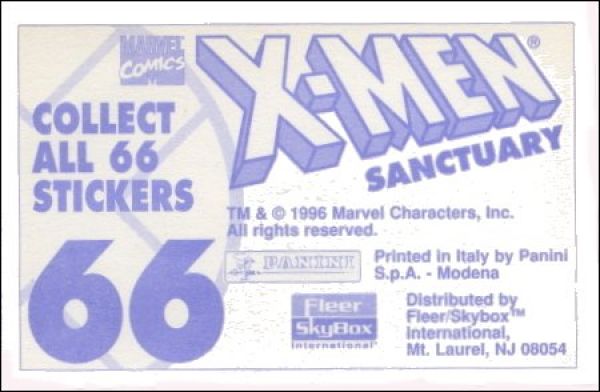 MARVEL
COMICS
X-MEN®
SANCTUARY
COLLECT
ALL 66
STICKERS
66
TM & © 1996 Marvel Characters, Inc.
All rights reserved.
PANINI
Printed in Italy by Panini
S.p.A. - Modena
Fleer
SkyBox
International
Distributed by
Fleer/Skybox™
International,
Mt. Laurel, NJ 08054